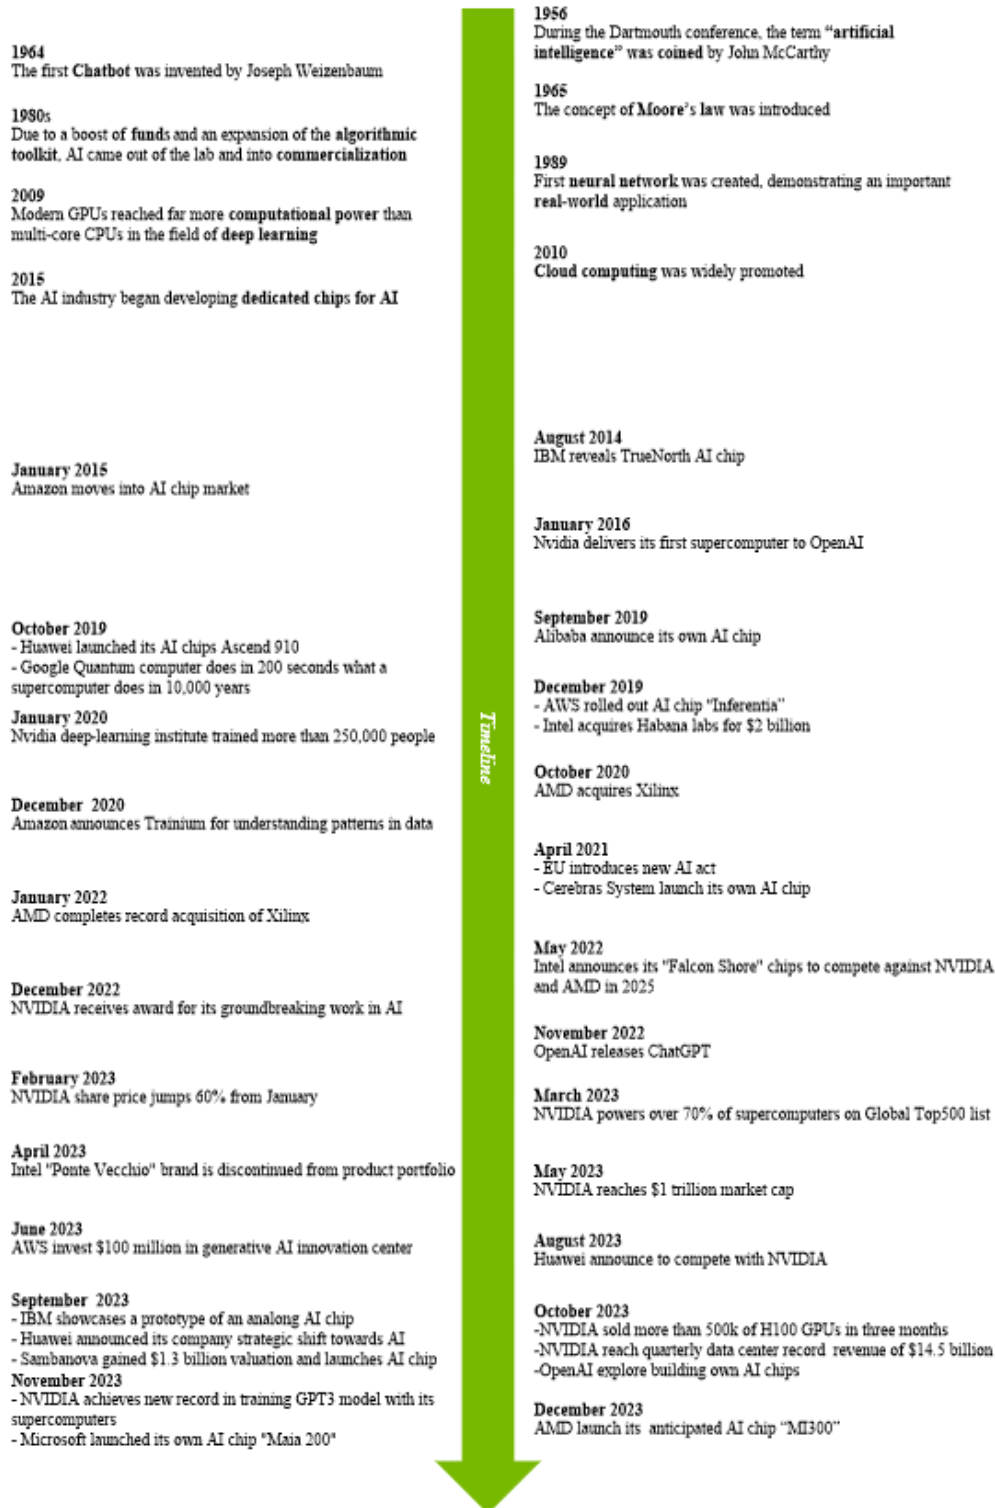 1956
During the Dartmouth conference, the term “artificial
intelligence” was coined by John McCarthy
1964
The first Chatbot was invented by Joseph Weizenbaum
1965
The concept of Moore's law was introduced
1980s
Due to a boost of funds and an expansion of the algorithmic
toolkit, AI came out of the lab and into commercialization
1989
First neural network was created, demonstrating an important
real-world application
2009
Modern GPUs reached far more computational power than
multi-core CPUs in the field of deep learning
2010
Cloud computing was widely promoted
2015
The AI industry began developing dedicated chips for AI
August 2014
IBM reveals TrueNorth AI chip
January 2015
Amazon moves into AI chip market
January 2016
Nvidia delivers its first supercomputer to OpenAI
September 2019
Alibaba announce its own AI chip
October 2019
- Huawei launched its AI chips Ascend 910
- Google Quantum computer does in 200 seconds what a
supercomputer does in 10,000 years
December 2019
- AWS rolled out AI chip "Inferentia”
- Intel acquires Habana labs for $2 billion
January 2020
Nvidia deep-learning institute trained more than 250,000 people
Timeline
October 2020
AMD acquires Xilinx
December 2020
Amazon announces Trainium for understanding patterns in data
April 2021
- EU introduces new AI act
- Cerebras System launch its own AI chip
January 2022
AMD completes record acquisition of Xilinx
May 2022
Intel announces its "Falcon Shore" chips to compete against NVIDIA
and AMD in 2025
November 2022
OpenAI releases ChatGPT
December 2022
NVIDIA receives award for its groundbreaking work in AI
February 2023
NVIDIA share price jumps 60% from January
March 2023
NVIDIA powers over 70% of supercomputers on Global Top500 list
April 2023
Intel "Ponte Vecchio" brand is discontinued from product portfolio
May 2023
NVIDIA reaches $1 trillion market cap
June 2023
AWS invest $100 million in generative AI innovation center
August 2023
Huawei announce to compete with NVIDIA
September 2023
- IBM showcases a prototype of an analong AI chip
- Huawei announced its company strategic shift towards AI
- Sambanova gained $1.3 billion valuation and launches AI chip
October 2023
-NVIDIA sold more than 500k of H100 GPUs in three months
-NVIDIA reach quarterly data center record revenue of $14.5 billion
-OpenAI explore building own AI chips
November 2023
- NVIDIA achieves new record in training GPT3 model with its
supercomputers
- Microsoft launched its own AI chip "Maia 200"
December 2023
AMD launch its anticipated AI chip “MI300”